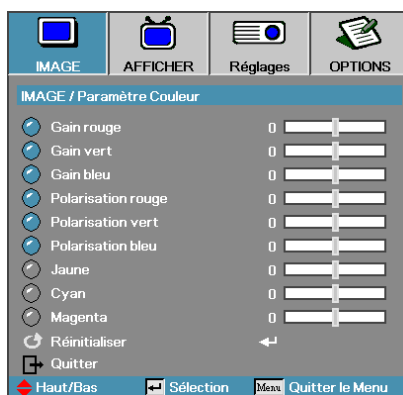 IMAGE AFFICHER Réglages OPTIONS
IMAGE / Paramètre Couleur
Gain rouge 0
Gain vert 0
Gain bleu 0
Polarisation rouge 0
Polarisation vert 0
Polarisation bleu 0
Jaune 0
Cyan 0
Magenta 0
Réinitialiser
Quitter
Haut/Bas Sélection Menu Quitter le Menu